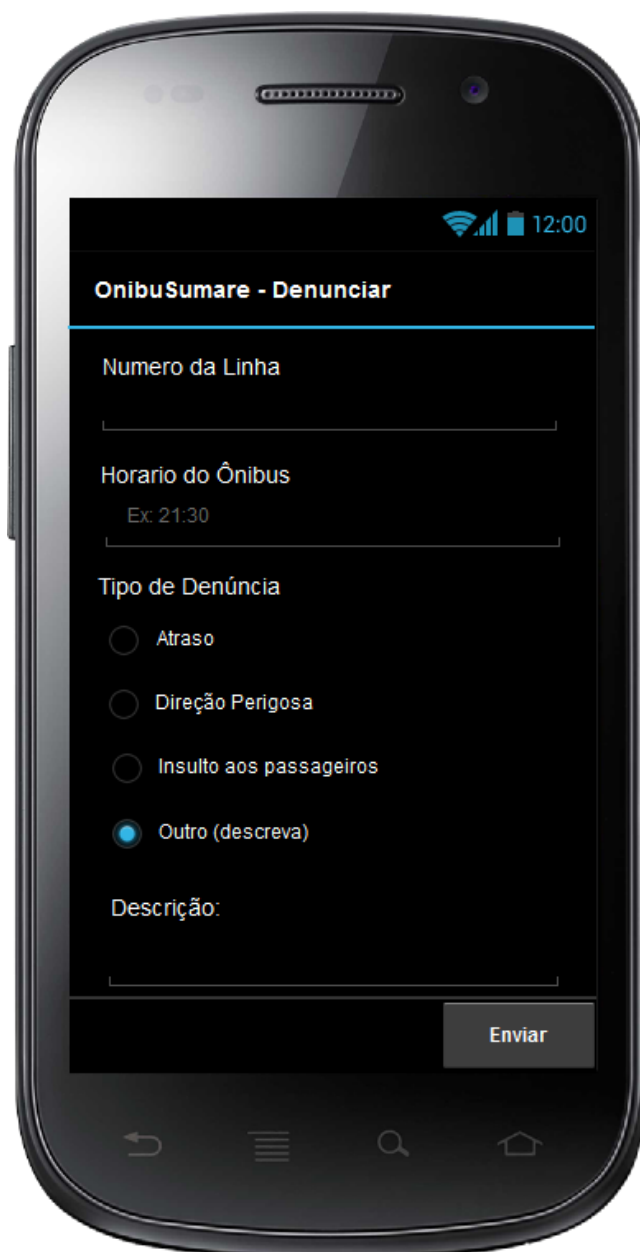 12:00
OnibuSumare - Denunciar
Numero da Linha
Horario do Ônibus
Ex: 21:30
Tipo de Denúncia
Atraso
Direção Perigosa
Insulto aos passageiros
Outro (descreva)
Descrição:
Enviar